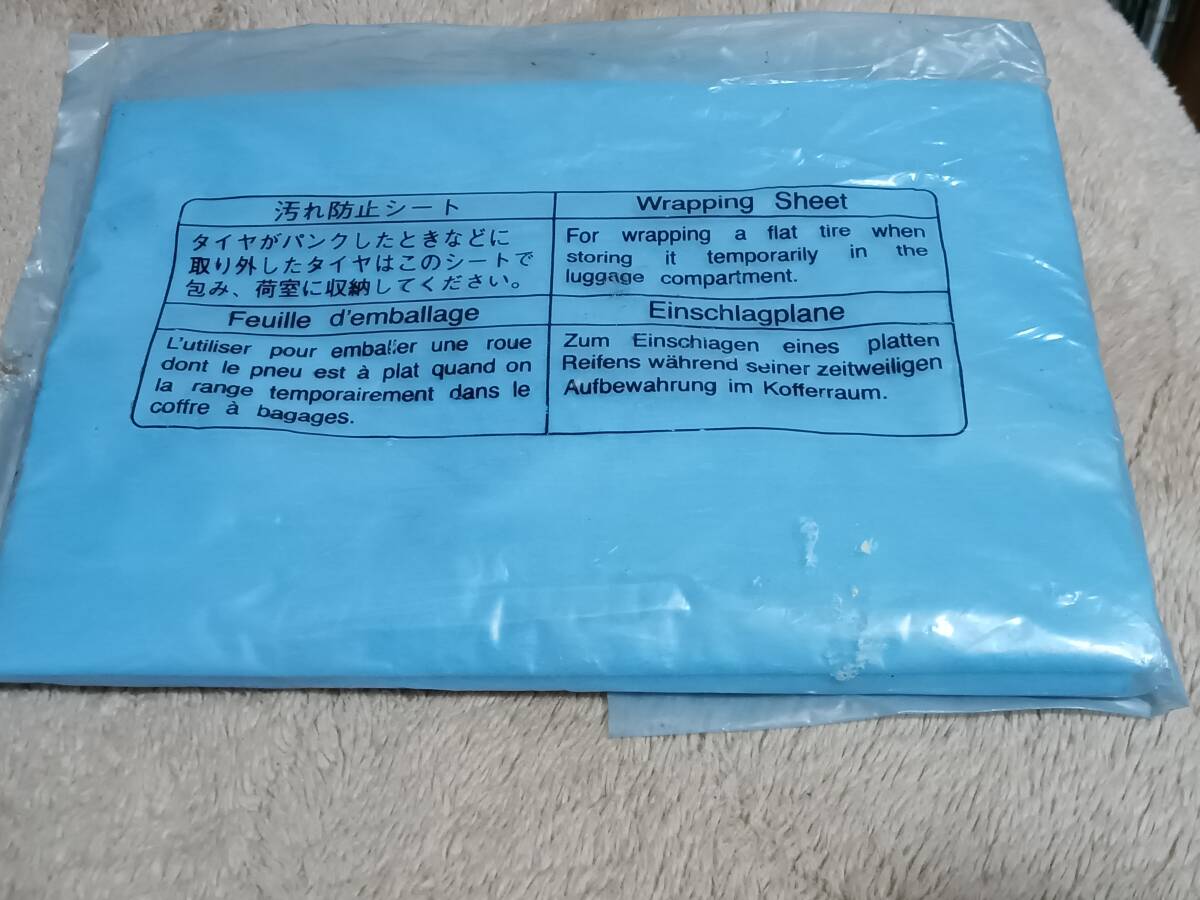 汚れ防止シート
タイヤがパンクしたときなどに
取り外したタイヤはこのシートで
包み、荷室に収納してください。
Wrapping Sheet
For wrapping a flat tire when
storing it temporarily in the
luggage compartment.
Feuille d'emballage
L'utiliser pour emballer une roue
dont le pneu est à plat quand on
la range temporairement dans le
coffre à bagages.
Einschlagplane
Zum Einschlagen eines platten
Reifens während seiner zeitweiligen
Aufbewahrung im Kofferraum.